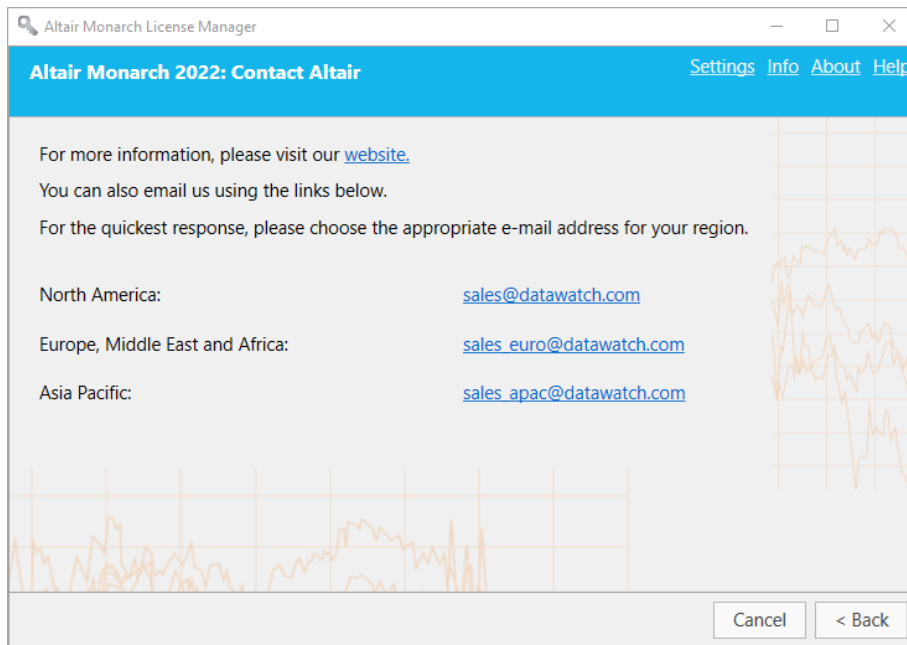 Altair Monarch License Manager
Altair Monarch 2022: Contact Altair
Settings Info About Help
For more information, please visit our website.
You can also email us using the links below.
For the quickest response, please choose the appropriate e-mail address for your region.
North America: sales@datawatch.com
Europe, Middle East and Africa: sales_euro@datawatch.com
Asia Pacific: sales_apac@datawatch.com
Cancel < Back